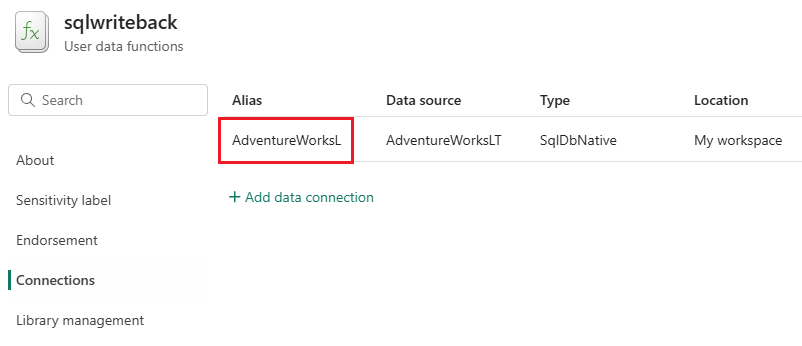 sqlwriteback
User data functions
Search
About
Sensitivity label
Endorsement
Connections
Library management
Alias Data source Type Location
AdventureWorksL AdventureWorksLT SqlDbNative My workspace
+ Add data connection